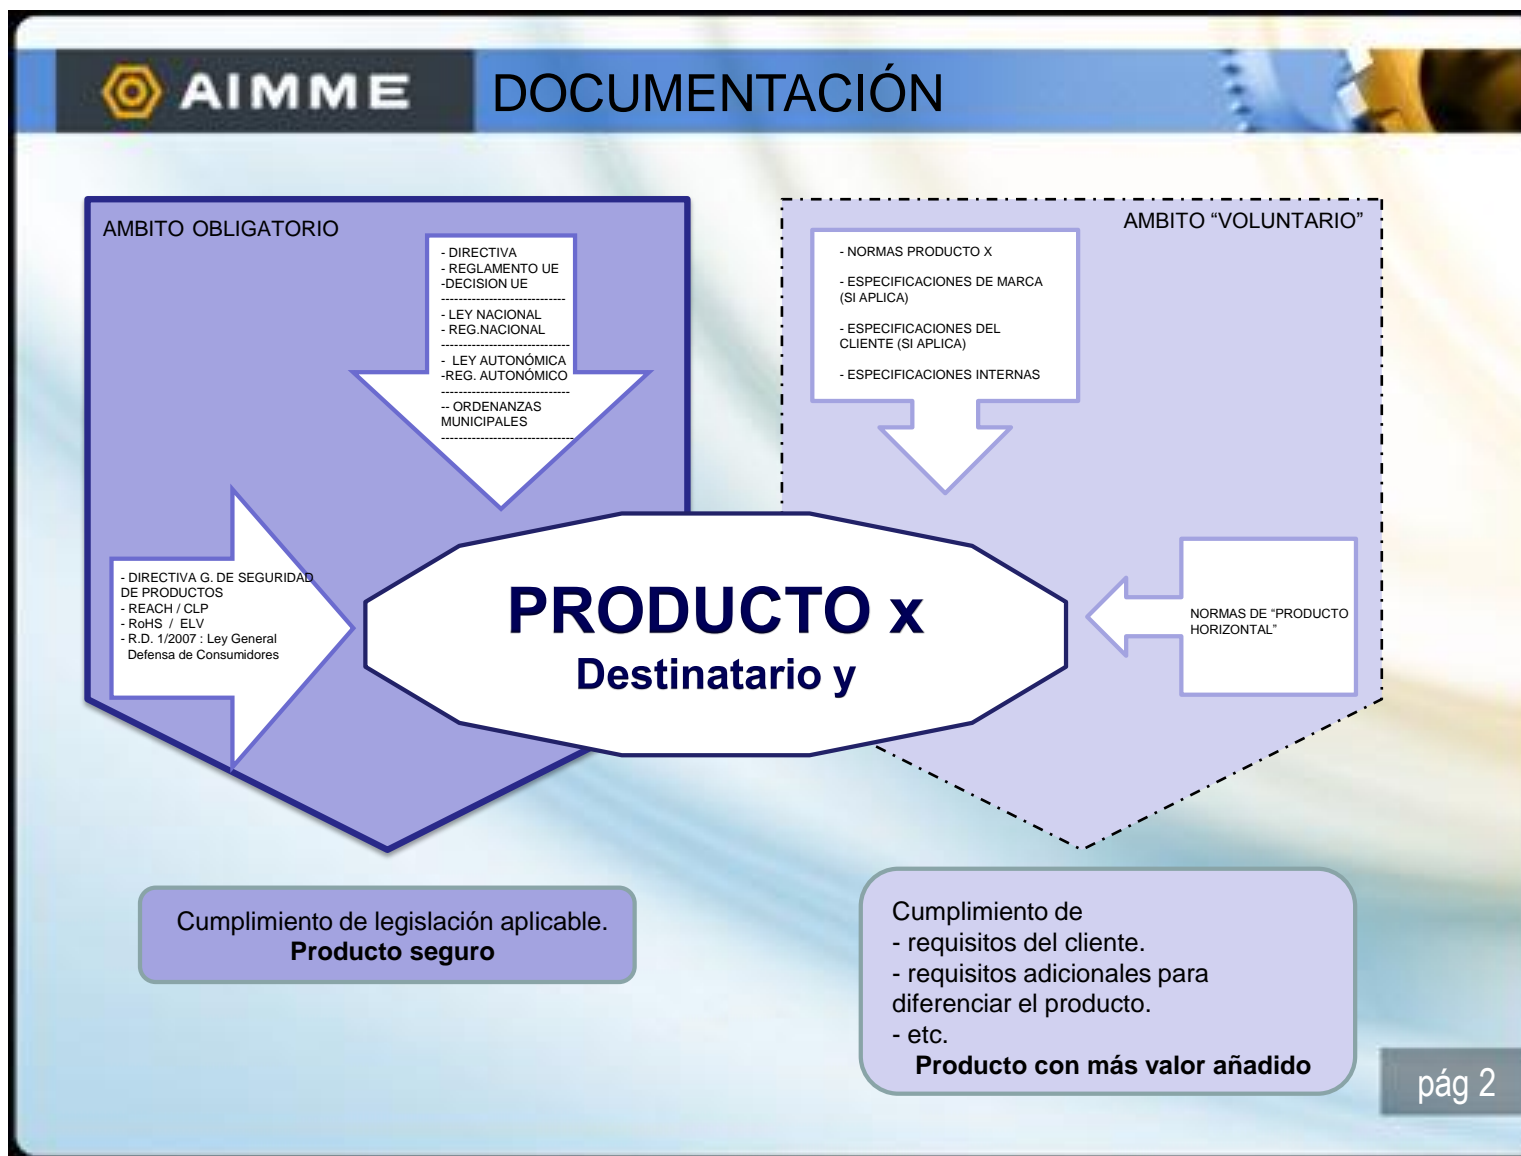 AIMME
DOCUMENTACIÓN
AMBITO OBLIGATORIO
- DIRECTIVA
- REGLAMENTO UE
-DECISION UE
-----------------------------
- LEY NACIONAL
- REG.NACIONAL
------------------------------
- LEY AUTONÓMICA
-REG. AUTONÓMICO
------------------------------
-- ORDENANZAS
MUNICIPALES
-------------------------------
- DIRECTIVA G. DE SEGURIDAD
DE PRODUCTOS
- REACH / CLP
- RoHS / ELV
- R.D. 1/2007 : Ley General
Defensa de Consumidores
AMBITO “VOLUNTARIO”
- NORMAS PRODUCTO X
- ESPECIFICACIONES DE MARCA
(SI APLICA)
- ESPECIFICACIONES DEL
CLIENTE (SI APLICA)
- ESPECIFICACIONES INTERNAS
NORMAS DE “PRODUCTO
HORIZONTAL”
PRODUCTO x
Destinatario y
Cumplimiento de legislación aplicable.
Producto seguro
Cumplimiento de
- requisitos del cliente.
- requisitos adicionales para
diferenciar el producto.
- etc.
Producto con más valor añadido
pág 2